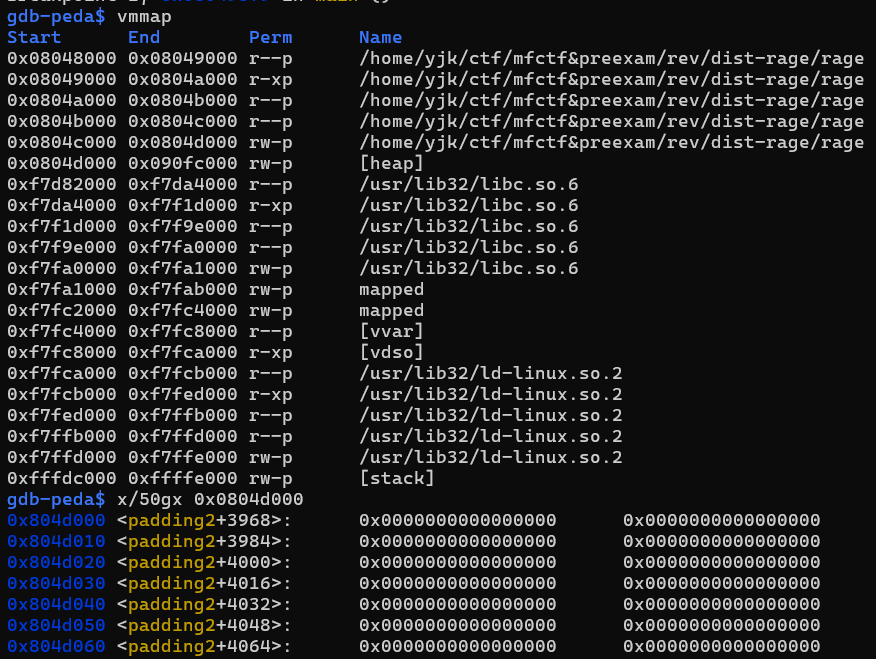 gdb-peda$ vmmap
Start      End        Perm      Name
0x08048000 0x08049000 r--p      /home/yjk/ctf/mfctf&preexam/rev/dist-rage/rage
0x08049000 0x0804a000 r-xp      /home/yjk/ctf/mfctf&preexam/rev/dist-rage/rage
0x0804a000 0x0804b000 r--p      /home/yjk/ctf/mfctf&preexam/rev/dist-rage/rage
0x0804b000 0x0804c000 r--p      /home/yjk/ctf/mfctf&preexam/rev/dist-rage/rage
0x0804c000 0x0804d000 rw-p      /home/yjk/ctf/mfctf&preexam/rev/dist-rage/rage
0x0804d000 0x090fc000 rw-p      [heap]
0xf7d82000 0xf7da4000 r--p      /usr/lib32/libc.so.6
0xf7da4000 0xf7f1d000 r-xp      /usr/lib32/libc.so.6
0xf7f1d000 0xf7f9e000 r--p      /usr/lib32/libc.so.6
0xf7f9e000 0xf7fa0000 r--p      /usr/lib32/libc.so.6
0xf7fa0000 0xf7fa1000 rw-p      /usr/lib32/libc.so.6
0xf7fa1000 0xf7fab000 rw-p      mapped
0xf7fc2000 0xf7fc4000 rw-p      mapped
0xf7fc4000 0xf7fc8000 r--p      [vvar]
0xf7fc8000 0xf7fca000 r-xp      [vdso]
0xf7fca000 0xf7fcb000 r--p      /usr/lib32/ld-linux.so.2
0xf7fcb000 0xf7fed000 r-xp      /usr/lib32/ld-linux.so.2
0xf7fed000 0xf7ffb000 r--p      /usr/lib32/ld-linux.so.2
0xf7ffb000 0xf7ffd000 r--p      /usr/lib32/ld-linux.so.2
0xf7ffd000 0xf7ffe000 rw-p      /usr/lib32/ld-linux.so.2
0xfffdc000 0xffffe000 rw-p      [stack]
gdb-peda$ x/50gx 0x0804d000
0x804d000 <padding2+3968>:      0x0000000000000000      0x0000000000000000
0x804d010 <padding2+3984>:      0x0000000000000000      0x0000000000000000
0x804d020 <padding2+4000>:      0x0000000000000000      0x0000000000000000
0x804d030 <padding2+4016>:      0x0000000000000000      0x0000000000000000
0x804d040 <padding2+4032>:      0x0000000000000000      0x0000000000000000
0x804d050 <padding2+4048>:      0x0000000000000000      0x0000000000000000
0x804d060 <padding2+4064>:      0x0000000000000000      0x0000000000000000